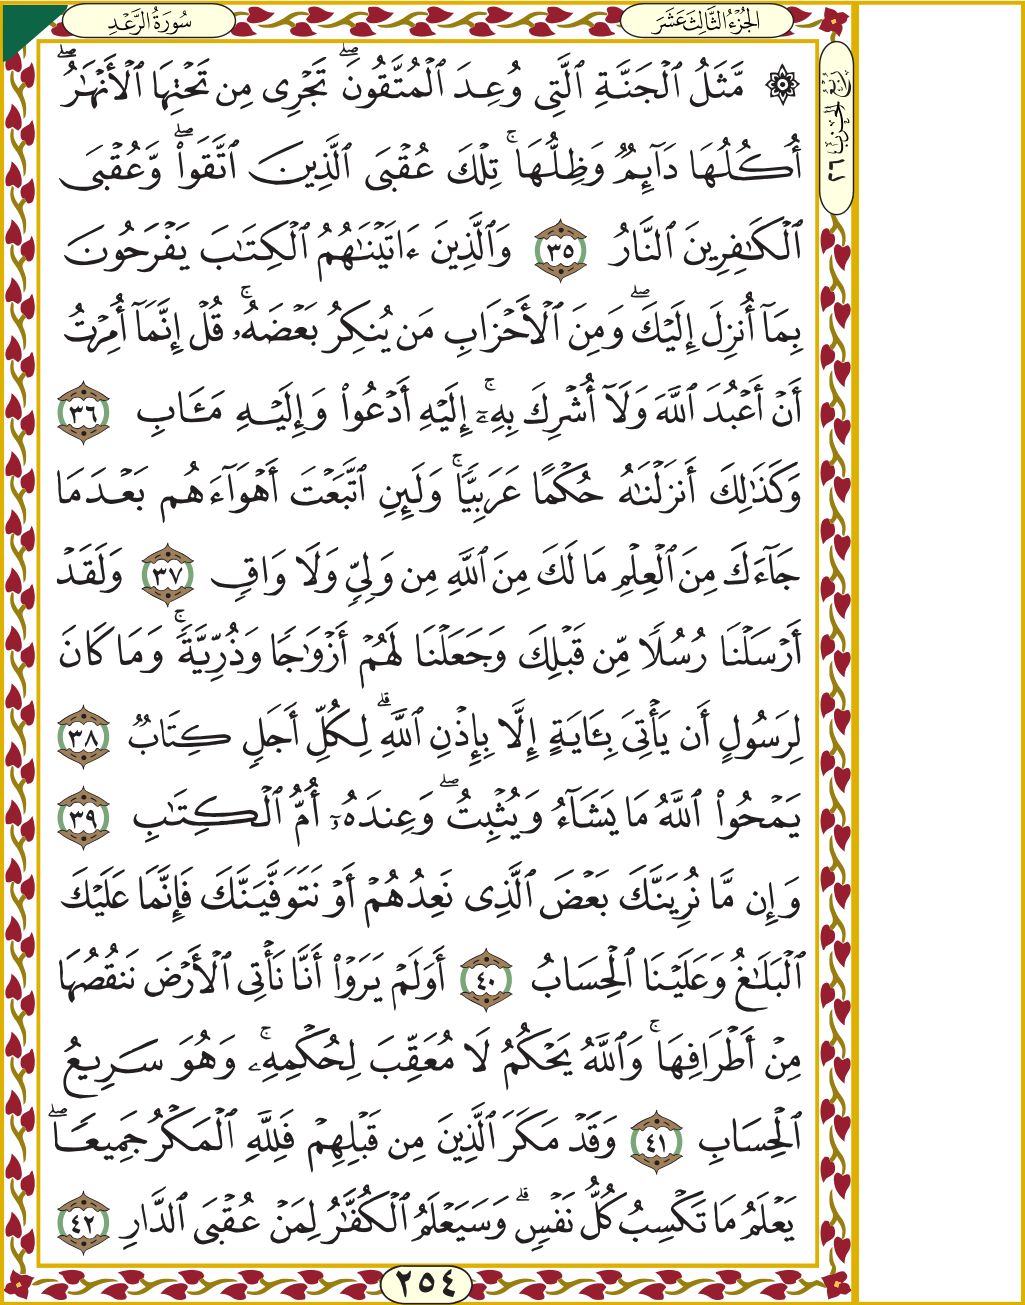 سُورَةُ الرَّعْدِ
الجُزْءُ الثَّالِثَ عَشَرَ
۞ مَّثَلُ ٱلْجَنَّةِ ٱلَّتِى وُعِدَ ٱلْمُتَّقُونَۖ تَجْرِى مِن تَحْتِهَا ٱلْأَنْهَٰرُۖ
أُكُلُهَا دَآئِمٌ وَظِلُّهَاۚ تِلْكَ عُقْبَى ٱلَّذِينَ ٱتَّقَوا۟ۖ وَّعُقْبَى
ٱلْكَٰفِرِينَ ٱلنَّارُ ٣٥ وَٱلَّذِينَ ءَاتَيْنَٰهُمُ ٱلْكِتَٰبَ يَفْرَحُونَ
بِمَآ أُنزِلَ إِلَيْكَۖ وَمِنَ ٱلْأَحْزَابِ مَن يُنكِرُ بَعْضَهُۥۚ قُلْ إِنَّمَآ أُمِرْتُ
أَنْ أَعْبُدَ ٱللَّهَ وَلَآ أُشْرِكَ بِهِۦٓۚ إِلَيْهِ أَدْعُوا۟ وَإِلَيْهِ مَـَٔابِ ٣٦
وَكَذَٰلِكَ أَنزَلْنَٰهُ حُكْمًا عَرَبِيًّاۚ وَلَئِنِ ٱتَّبَعْتَ أَهْوَآءَهُم بَعْدَمَا
جَآءَكَ مِنَ ٱلْعِلْمِ مَا لَكَ مِنَ ٱللَّهِ مِن وَلِىٍّ وَلَا وَاقٍ ٣٧ وَلَقَدْ
أَرْسَلْنَا رُسُلًا مِّن قَبْلِكَ وَجَعَلْنَا لَهُمْ أَزْوَٰجًا وَذُرِّيَّةًۚ وَمَا كَانَ
لِرَسُولٍ أَن يَأْتِىَ بِـَٔايَةٍ إِلَّا بِإِذْنِ ٱللَّهِۗ لِكُلِّ أَجَلٍ كِتَابٌ ٣٨
يَمْحُوا۟ ٱللَّهُ مَا يَشَآءُ وَيُثْبِتُۖ وَعِندَهُۥٓ أُمُّ ٱلْكِتَٰبِ ٣٩
وَإِن مَّا نُرِيَنَّكَ بَعْضَ ٱلَّذِى نَعِدُهُمْ أَوْ نَتَوَفَّيَنَّكَ فَإِنَّمَا عَلَيْكَ
ٱلْبَلَٰغُ وَعَلَيْنَا ٱلْحِسَابُ ٤٠ أَوَلَمْ يَرَوْا۟ أَنَّا نَأْتِى ٱلْأَرْضَ نَنقُصُهَا
مِنْ أَطْرَافِهَاۚ وَٱللَّهُ يَحْكُمُ لَا مُعَقِّبَ لِحُكْمِهِۦۚ وَهُوَ سَرِيعُ
ٱلْحِسَابِ ٤١ وَقَدْ مَكَرَ ٱلَّذِينَ مِن قَبْلِهِمْ فَلِلَّهِ ٱلْمَكْرُ جَمِيعًاۖ
يَعْلَمُ مَا تَكْسِبُ كُلُّ نَفْسٍۗ وَسَيَعْلَمُ ٱلْكُفَّٰرُ لِمَنْ عُقْبَى ٱلدَّارِ ٤٢
٢٥٤